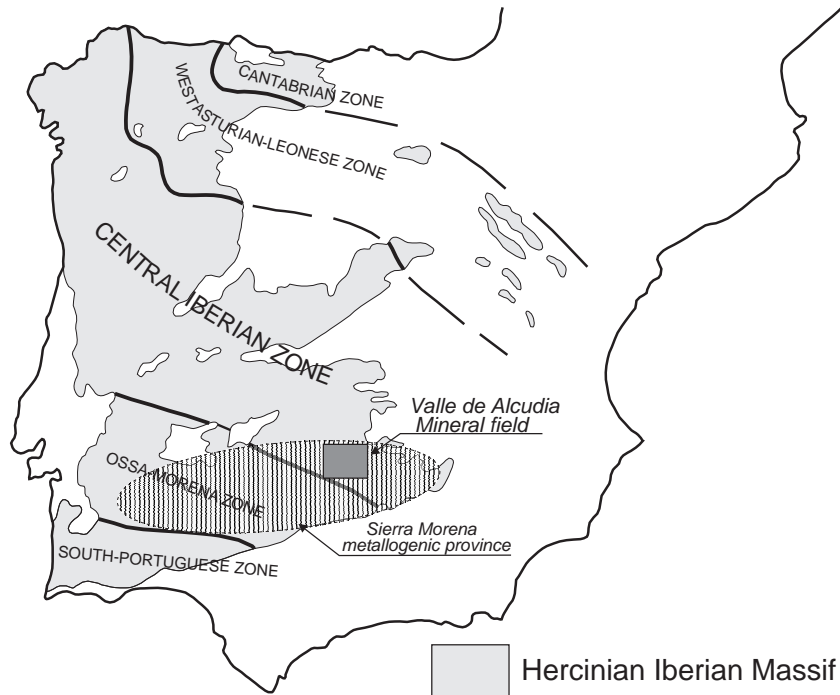 CANTABRIAN ZONE
WESTASTURIAN-LEONESE ZONE
CENTRAL IBERIAN ZONE
Valle de Alcudia
Mineral field
OSSA-MORENA ZONE
Sierra Morena
metallogenic province
SOUTH-PORTUGUESE ZONE
Hercinian Iberian Massif